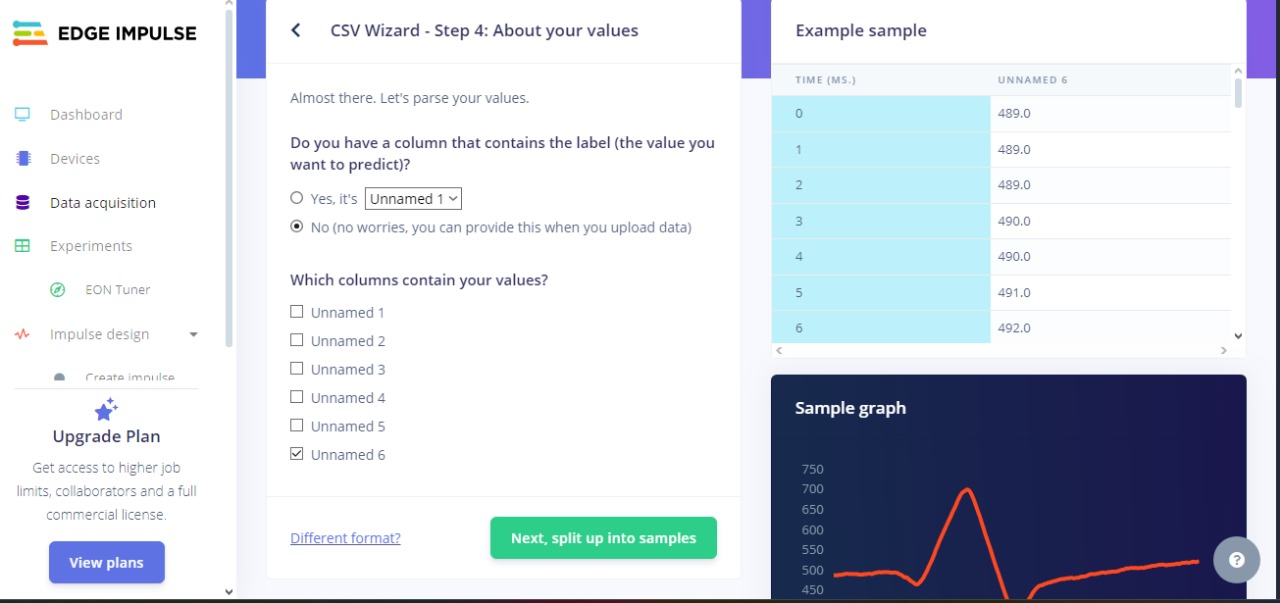 EDGE IMPULSE
Dashboard
Devices
Data acquisition
Experiments
EON Tuner
Impulse design
Create impulse
Upgrade Plan
Get access to higher job
limits, collaborators and a full
commercial license.
View plans
CSV Wizard - Step 4: About your values
Almost there. Let's parse your values.
Do you have a column that contains the label (the value you
want to predict)?
Yes, it's Unnamed 1
No (no worries, you can provide this when you upload data)
Which columns contain your values?
Unnamed 1
Unnamed 2
Unnamed 3
Unnamed 4
Unnamed 5
Unnamed 6
Different format?
Next, split up into samples
Example sample
TIME (MS.) UNNAMED 6
0 489.0
1 489.0
2 489.0
3 490.0
4 490.0
5 491.0
6 492.0
Sample graph
750
700
650
600
550
500
450
?